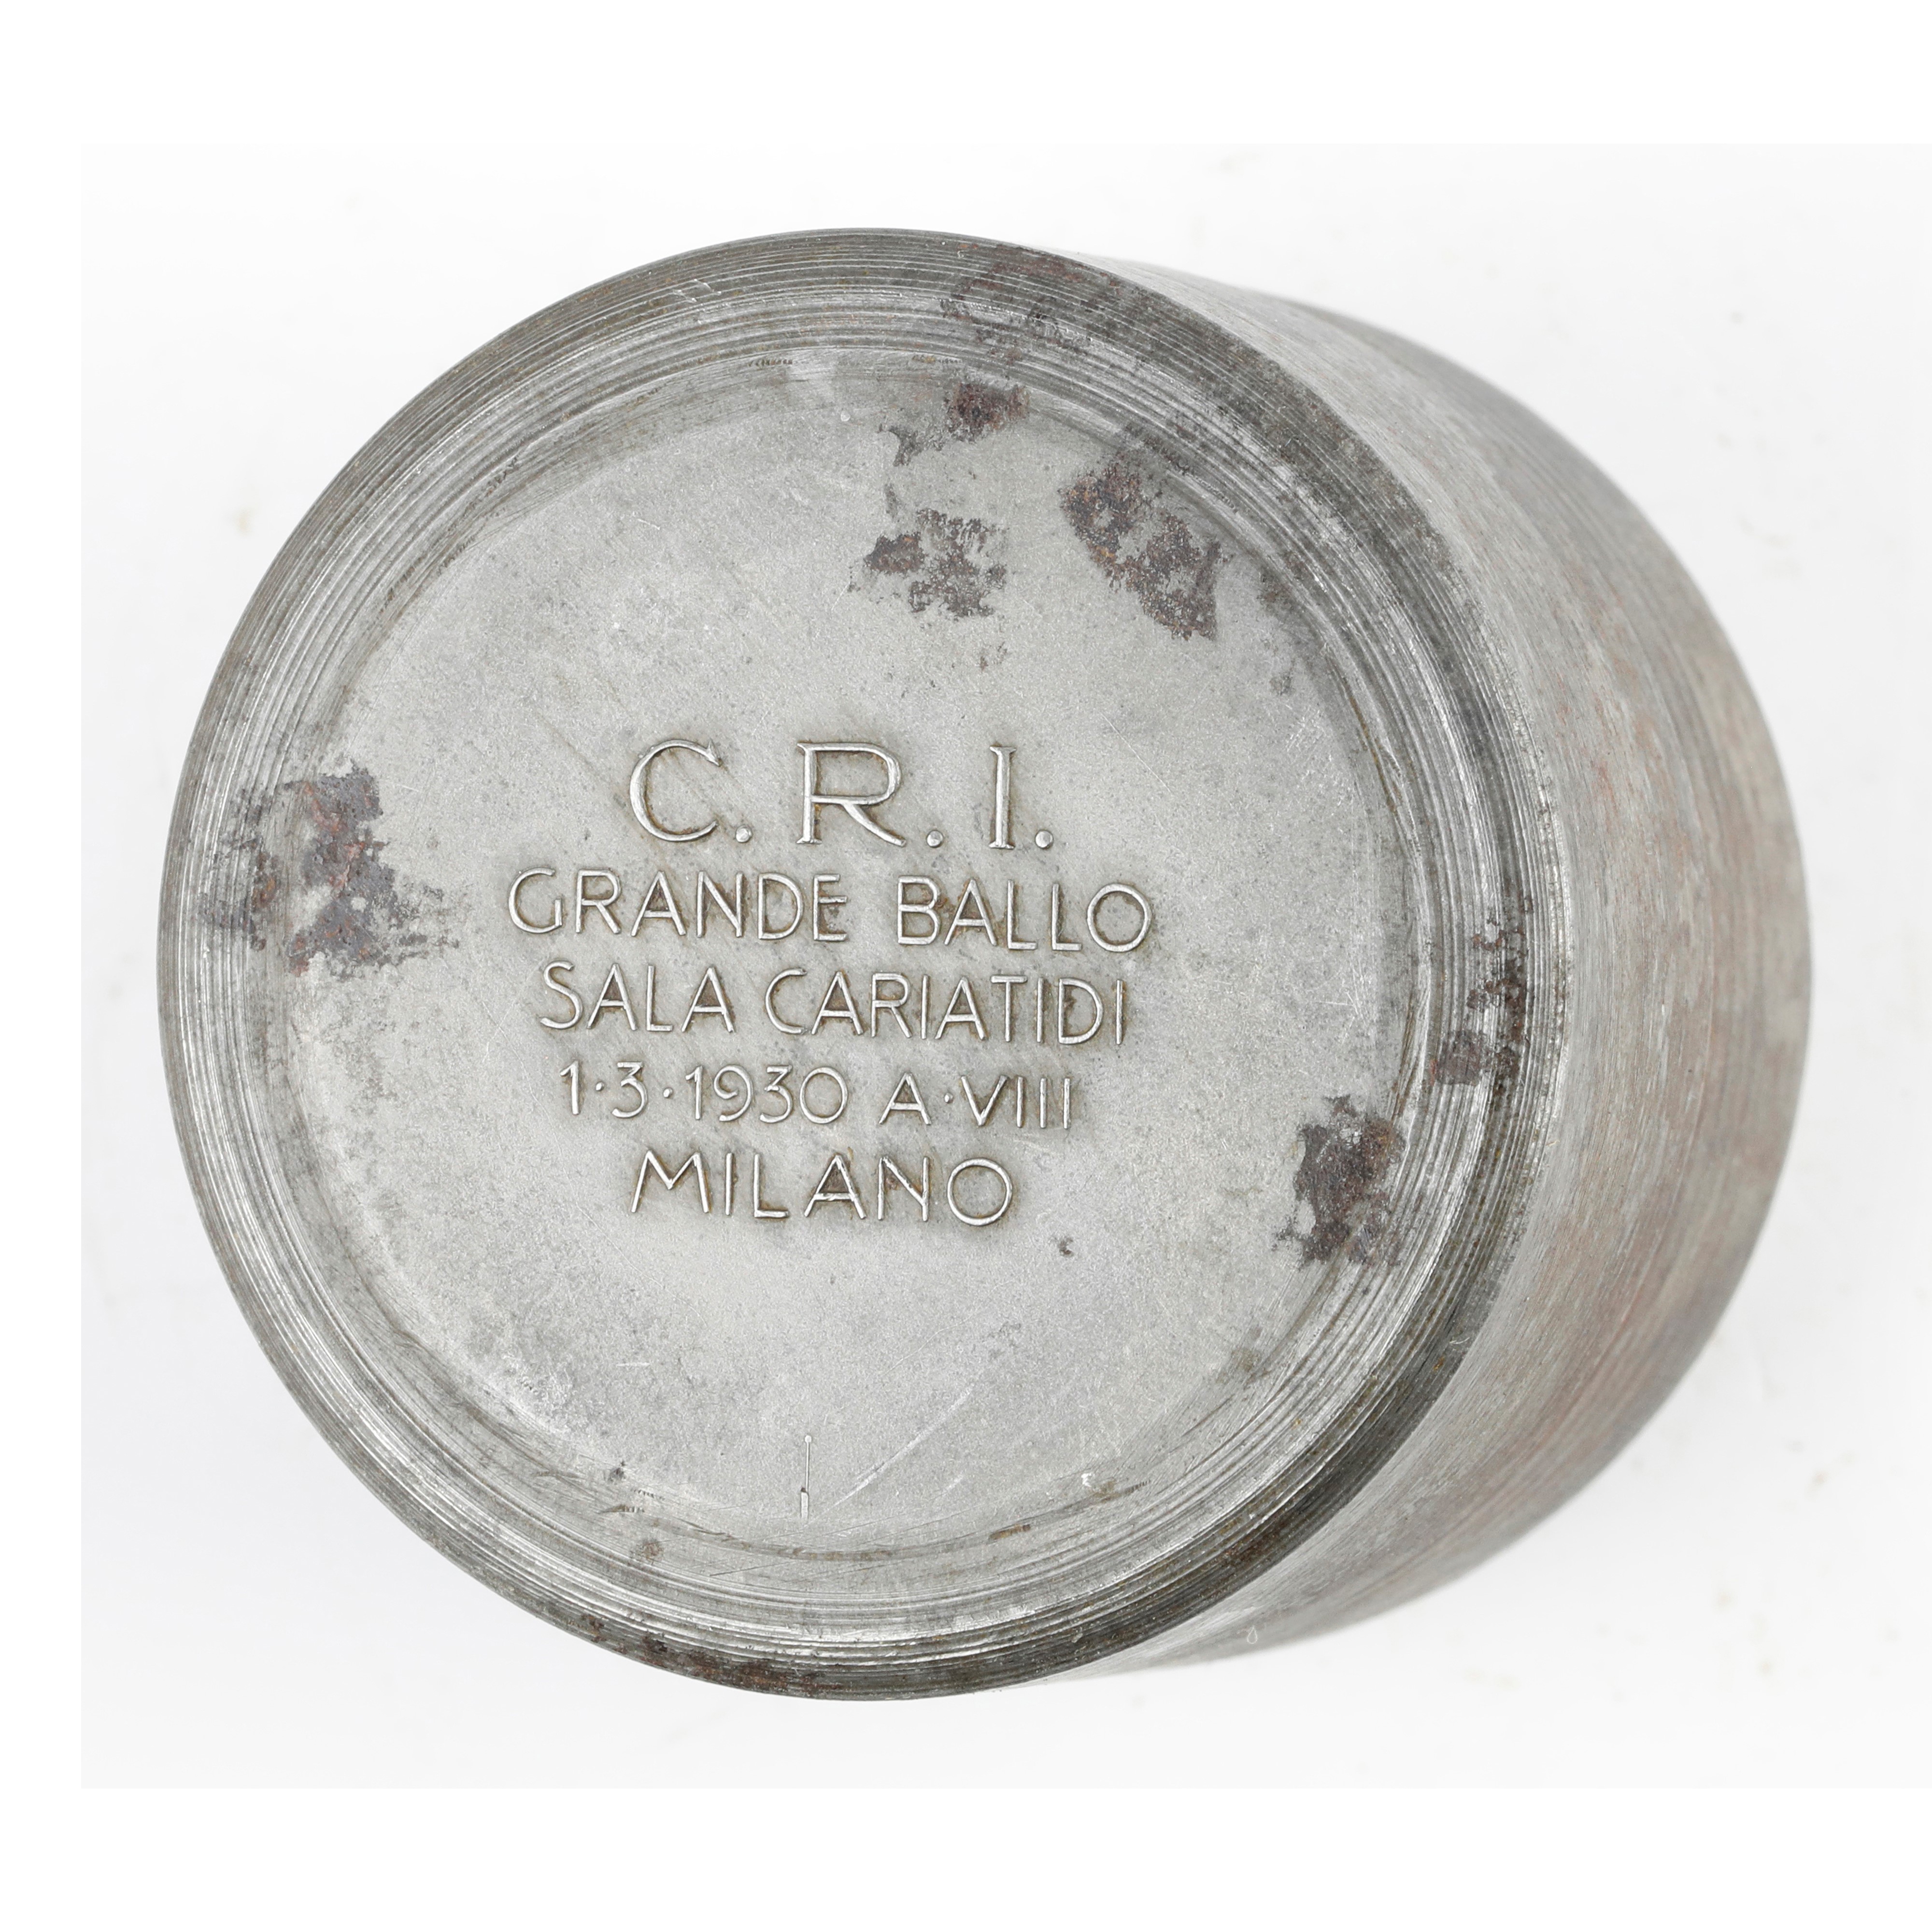 C.R.I.
GRANDE BALLO
SALA CARIATIDI
1·3·1930 A·VIII
MILANO